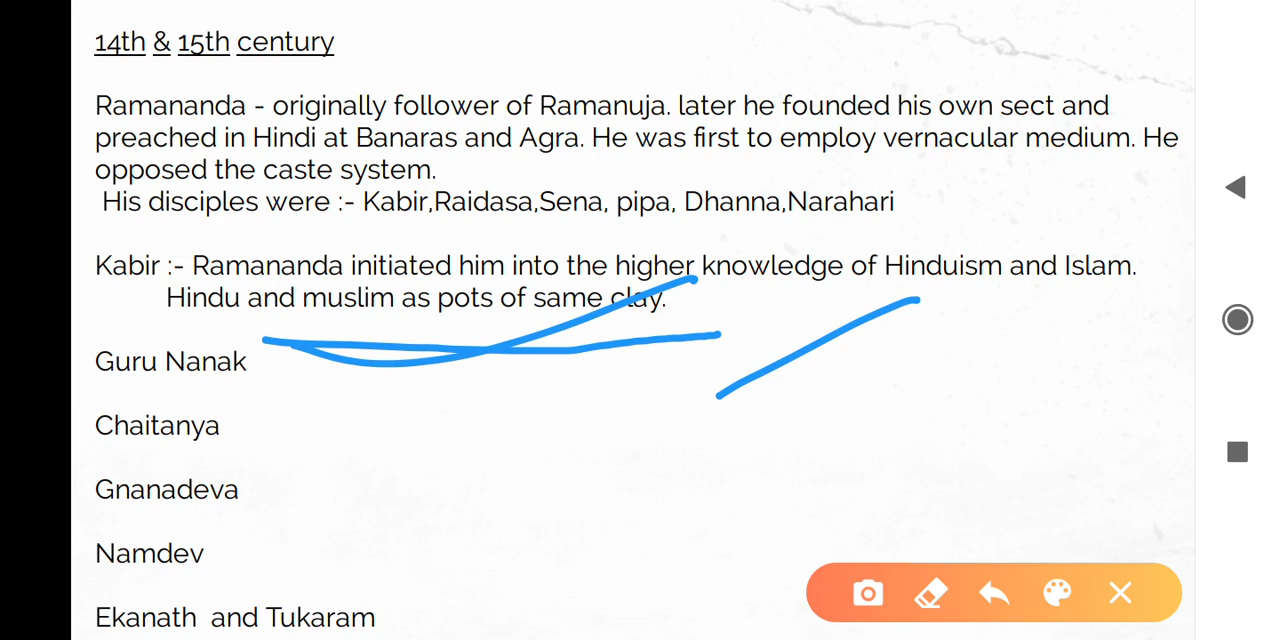 14th & 15th century
Ramananda - originally follower of Ramanuja. later he founded his own sect and
preached in Hindi at Banaras and Agra. He was first to employ vernacular medium. He
opposed the caste system.
His disciples were :- Kabir,Raidasa,Sena, pipa, Dhanna,Narahari
Kabir :- Ramananda initiated him into the higher knowledge of Hinduism and Islam.
Hindu and muslim as pots of same clay.
Guru Nanak
Chaitanya
Gnanadeva
Namdev
Ekanath and Tukaram